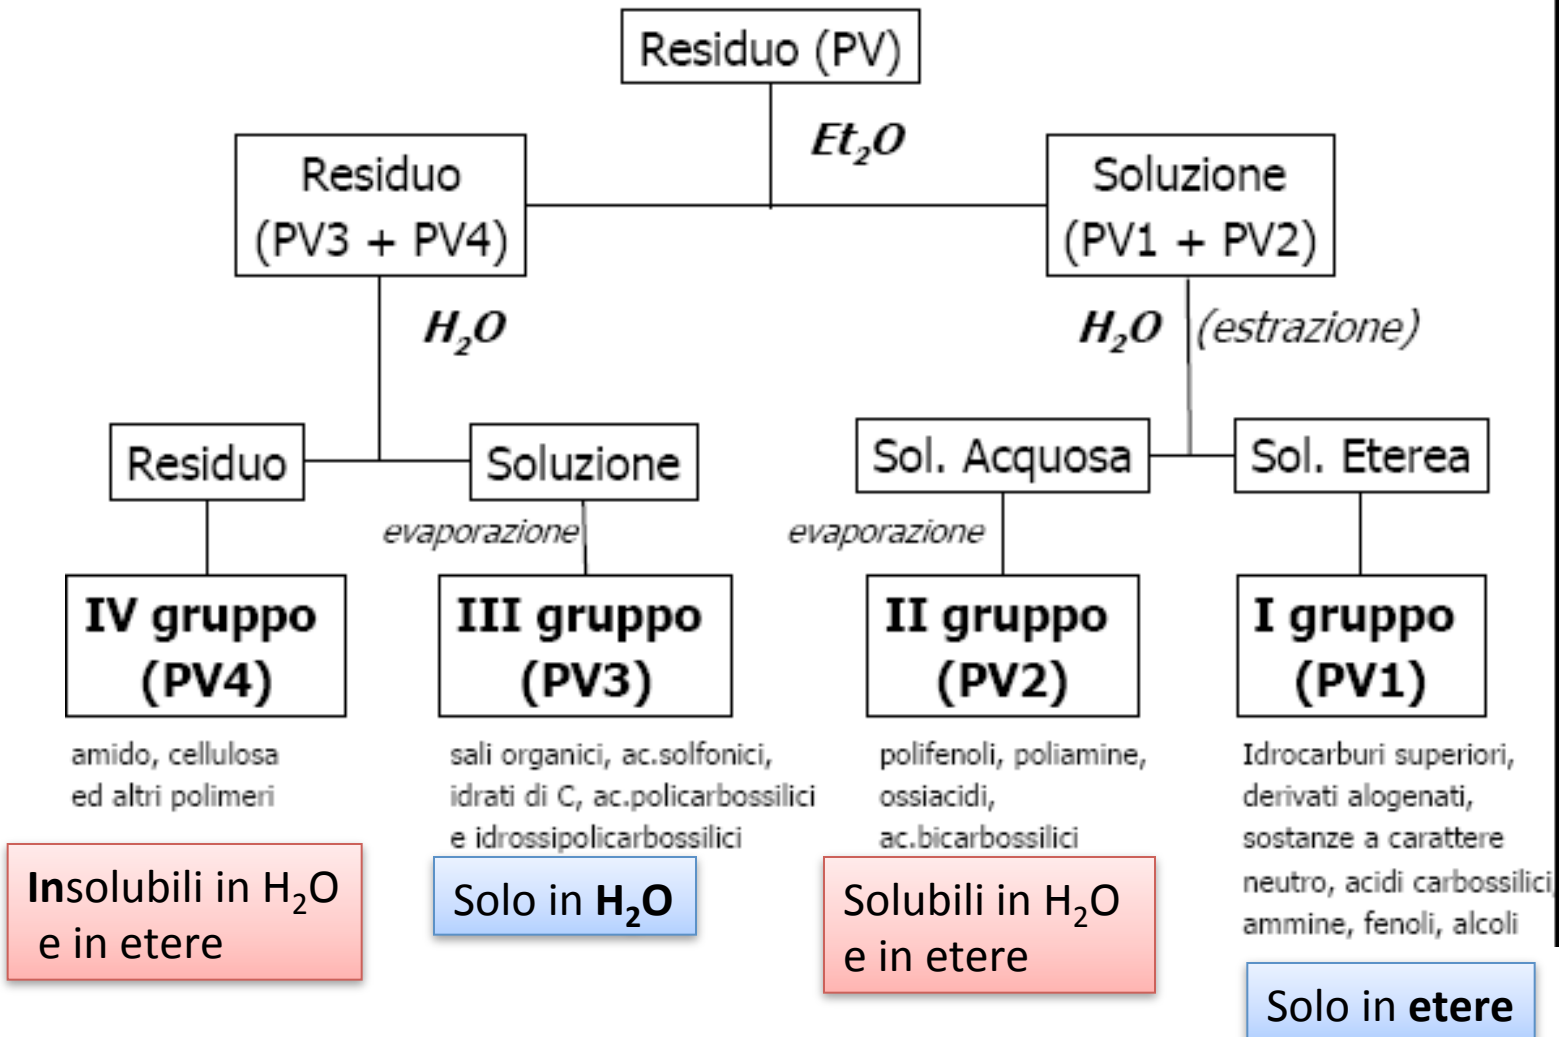 Residuo (PV)
Et₂O
Residuo
(PV3 + PV4)
Soluzione
(PV1 + PV2)
H₂O
H₂O (estrazione)
Residuo
Soluzione
Sol. Acquosa
Sol. Eterea
evaporazione
evaporazione
IV gruppo
(PV4)
III gruppo
(PV3)
II gruppo
(PV2)
I gruppo
(PV1)
amido, cellulosa
ed altri polimeri
sali organici, ac.solfonici,
idrati di C, ac.policarbossilici
e idrossipolicarbossilici
polifenoli, poliamine,
ossiacidi,
ac.bicarbossilici
Idrocarburi superiori,
derivati alogenati,
sostanze a carattere
neutro, acidi carbossilici,
ammine, fenoli, alcoli
Insolubili in H₂O
e in etere
Solo in H₂O
Solubili in H₂O
e in etere
Solo in etere